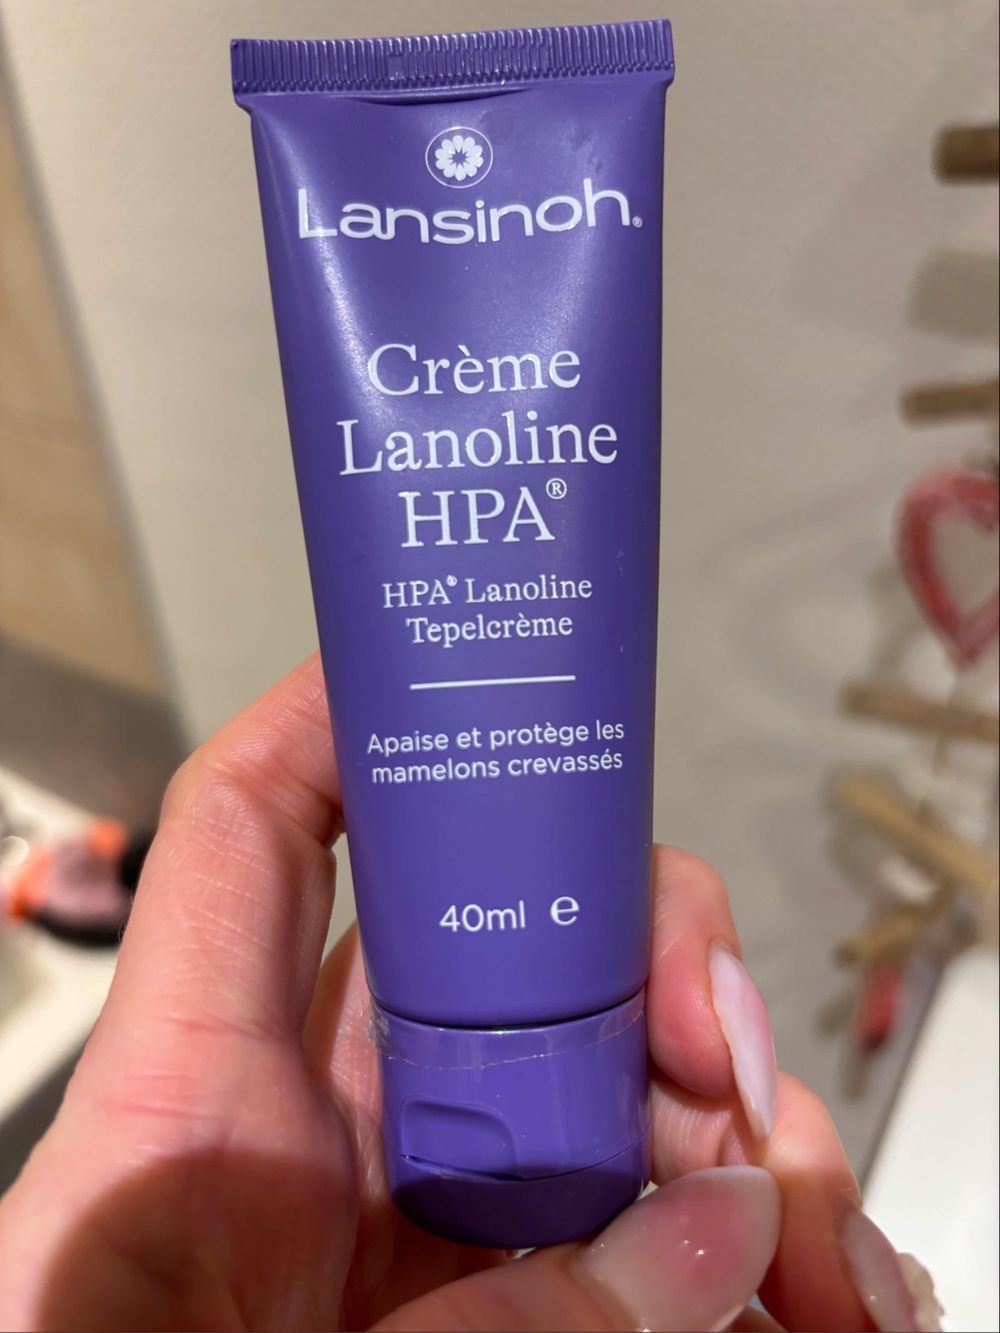 Lansinoh®
Crème
Lanoline
HPA®
HPA® Lanoline
Tepelcrème
Apaise et protège les
mamelons crevassés
40ml e